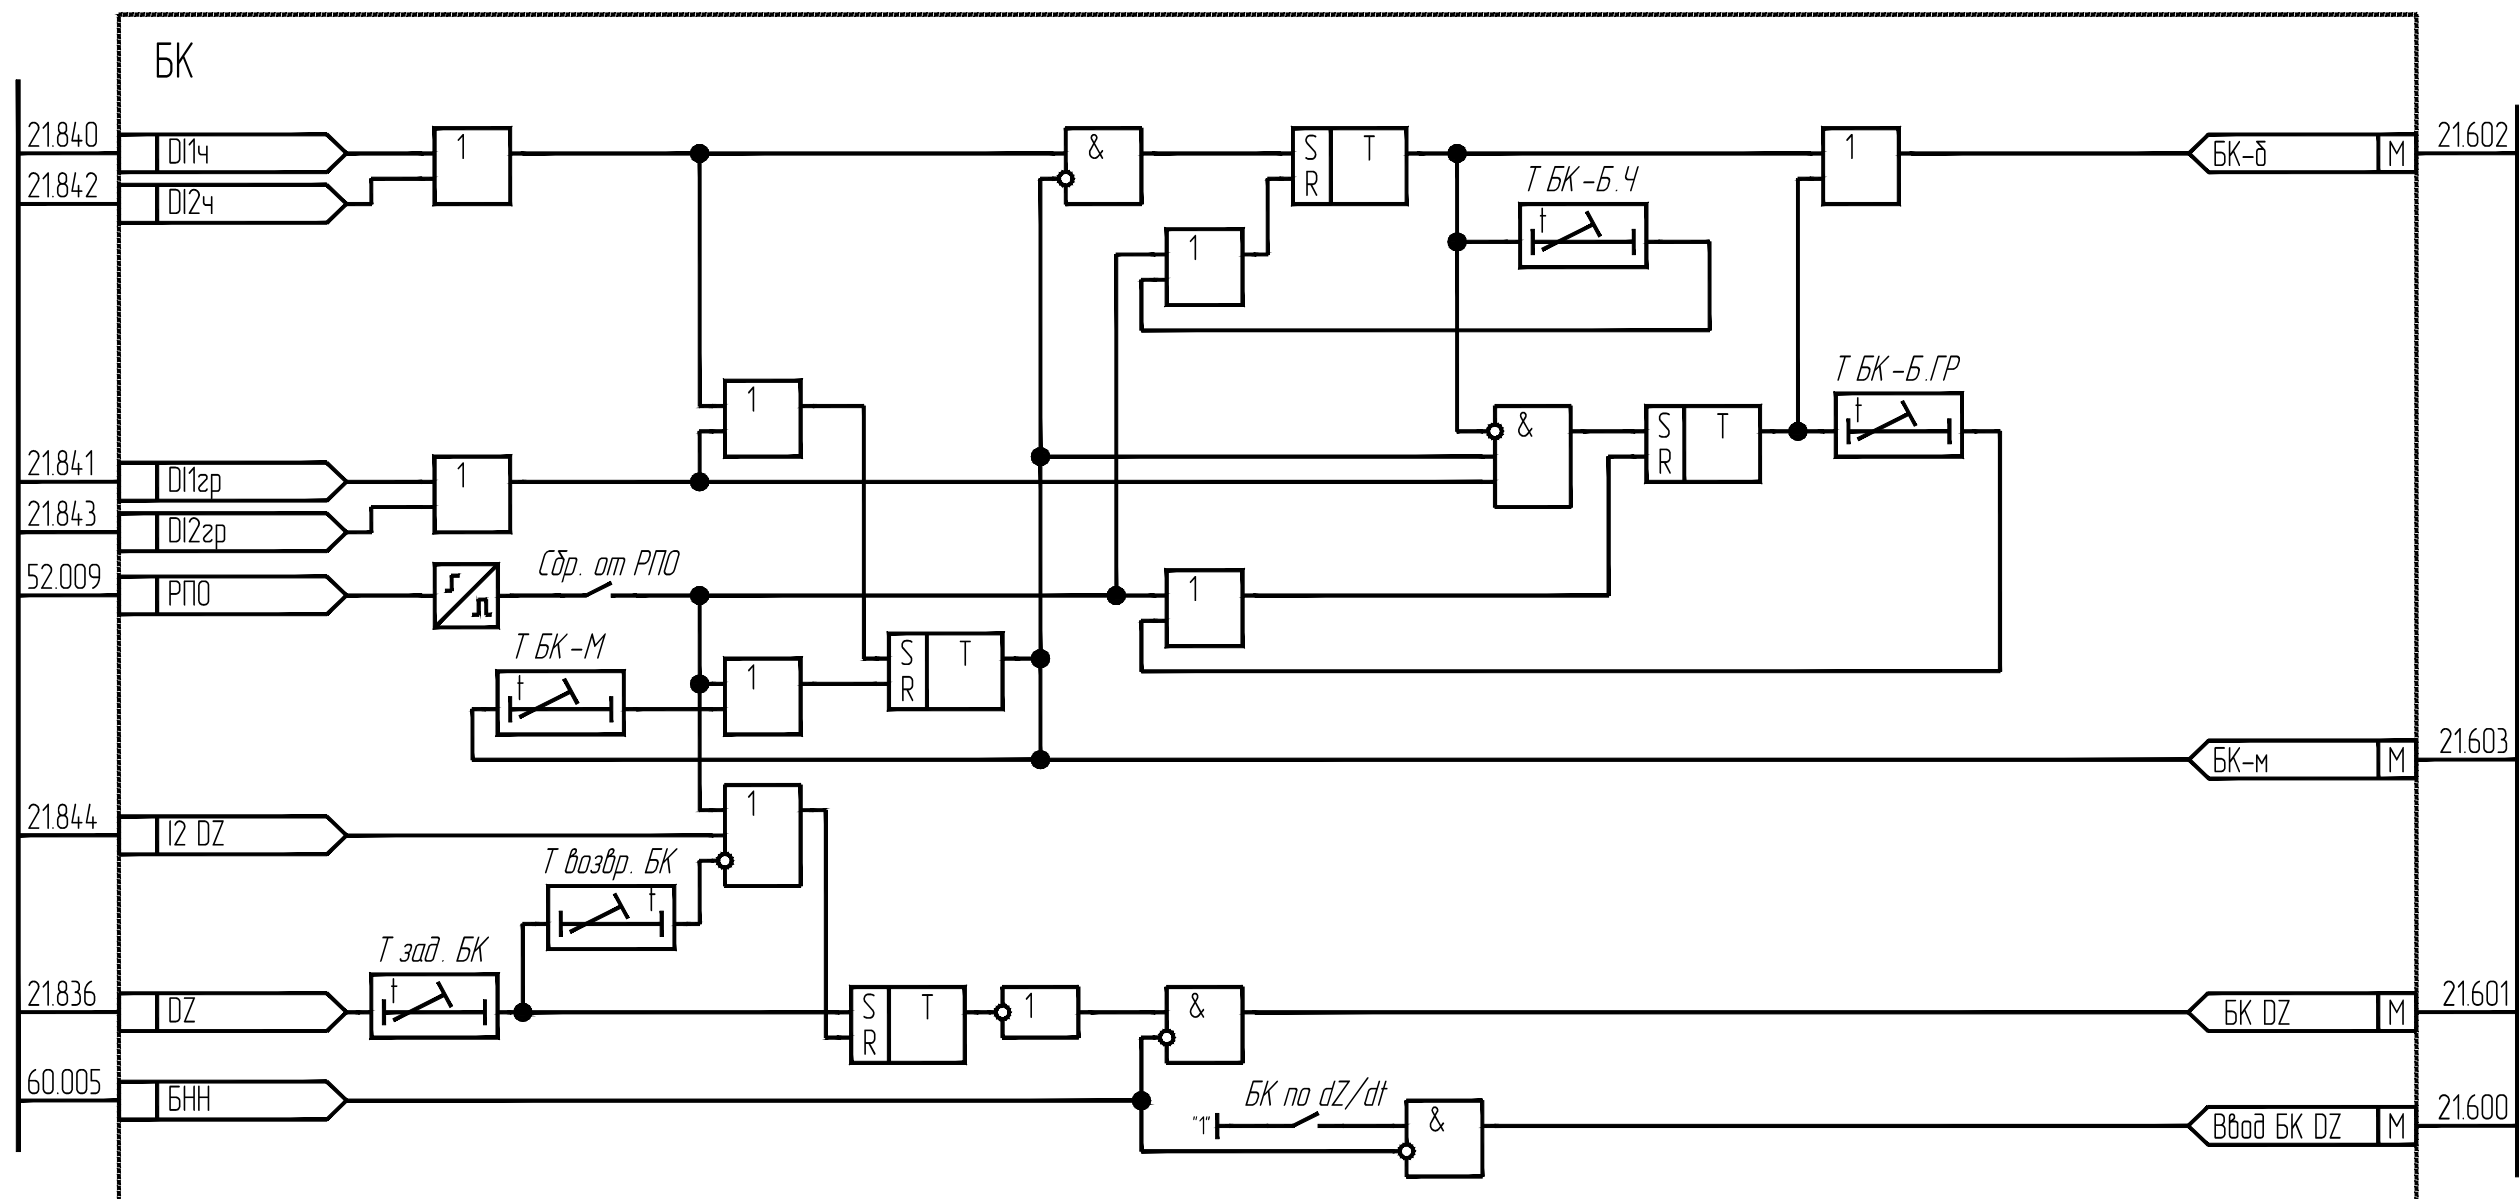 БК
21.840
DI1ч
1
&
S T
R
1
БК-б
M
21.602
21.842
DI2ч
T БК-Б.Ч
t
1
T БК-Б.ГР
t
1
&
S T
R
21.841
DI1гр
1
21.843
DI2гр
52.009
РПО
Сбр. от РПО
1
T БК-М
t
1
S T
R
БК-м
M
21.603
21.844
I2 DZ
1
T возвр. БК
t
T зад. БК
t
21.836
DZ
S T
R
1
&
БК DZ
M
21.601
60.005
БНН
БК по dZ/dt
"1"
&
Ввод БК DZ
M
21.600